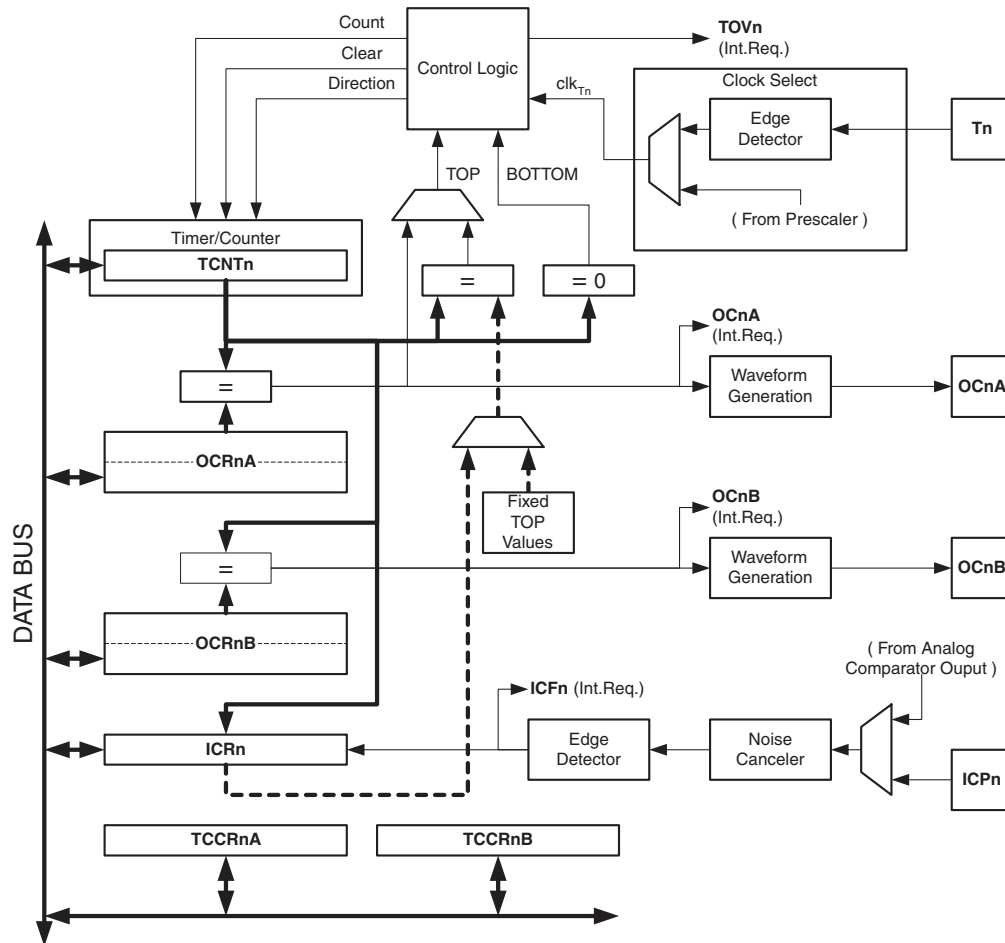 Count
Clear
Direction
Control Logic
TOVn
(Int.Req.)
clkTn
Clock Select
Edge
Detector
Tn
( From Prescaler )
TOP
BOTTOM
Timer/Counter
TCNTn
=
= 0
OCnA
(Int.Req.)
=
Waveform
Generation
OCnA
OCRnA
Fixed
TOP
Values
OCnB
(Int.Req.)
=
Waveform
Generation
OCnB
OCRnB
DATA BUS
( From Analog
Comparator Ouput )
ICFn (Int.Req.)
ICRn
Edge
Detector
Noise
Canceler
ICPn
TCCRnA
TCCRnB